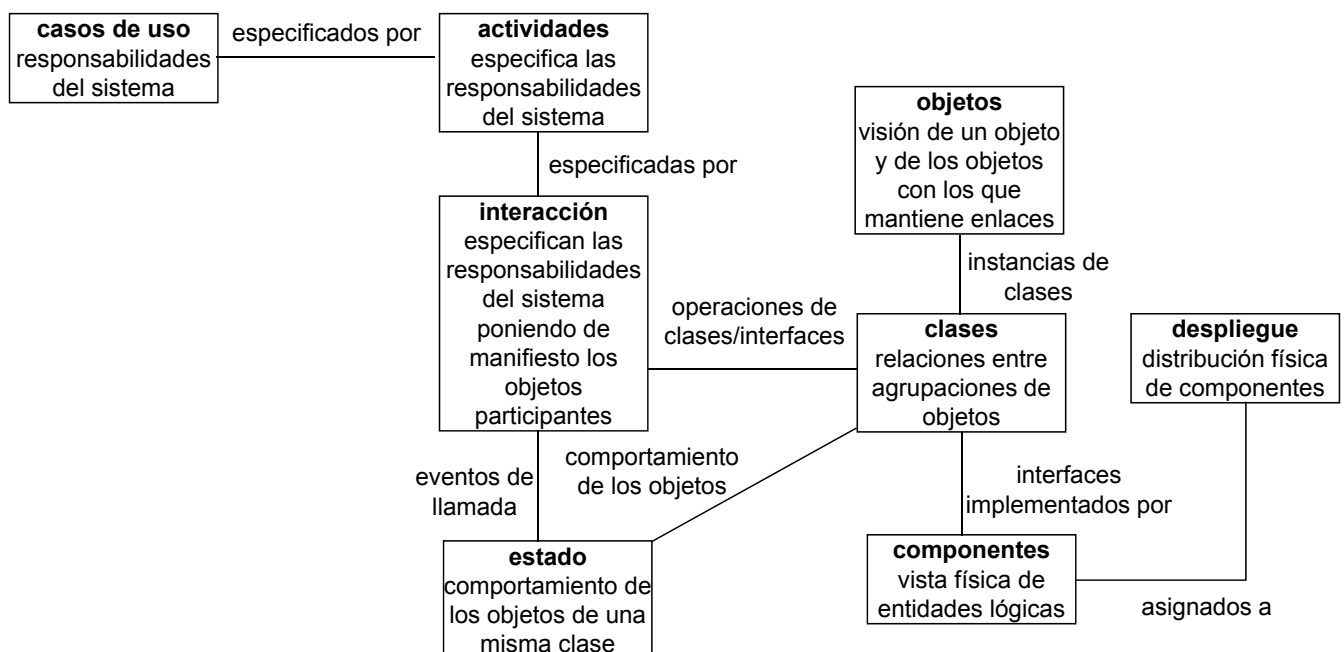 casos de uso
responsabilidades
del sistema
especificados por
actividades
especifica las
responsabilidades
del sistema
especificadas por
interacción
especifican las
responsabilidades
del sistema
poniendo de
manifiesto los
objetos
participantes
objetos
visión de un objeto
y de los objetos
con los que
mantiene enlaces
instancias de
clases
operaciones de
clases/interfaces
clases
relaciones entre
agrupaciones de
objetos
despliegue
distribución física
de componentes
eventos de
llamada
comportamiento
de los objetos
interfaces
implementados por
estado
comportamiento de
los objetos de una
misma clase
componentes
vista física de
entidades lógicas
asignados a